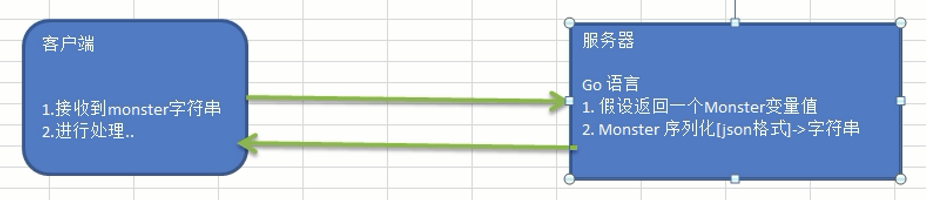 客户端
1.接收到monster字符串
2.进行处理..
服务器
Go 语言
1. 假设返回一个Monster变量值
2. Monster 序列化[json格式]->字符串